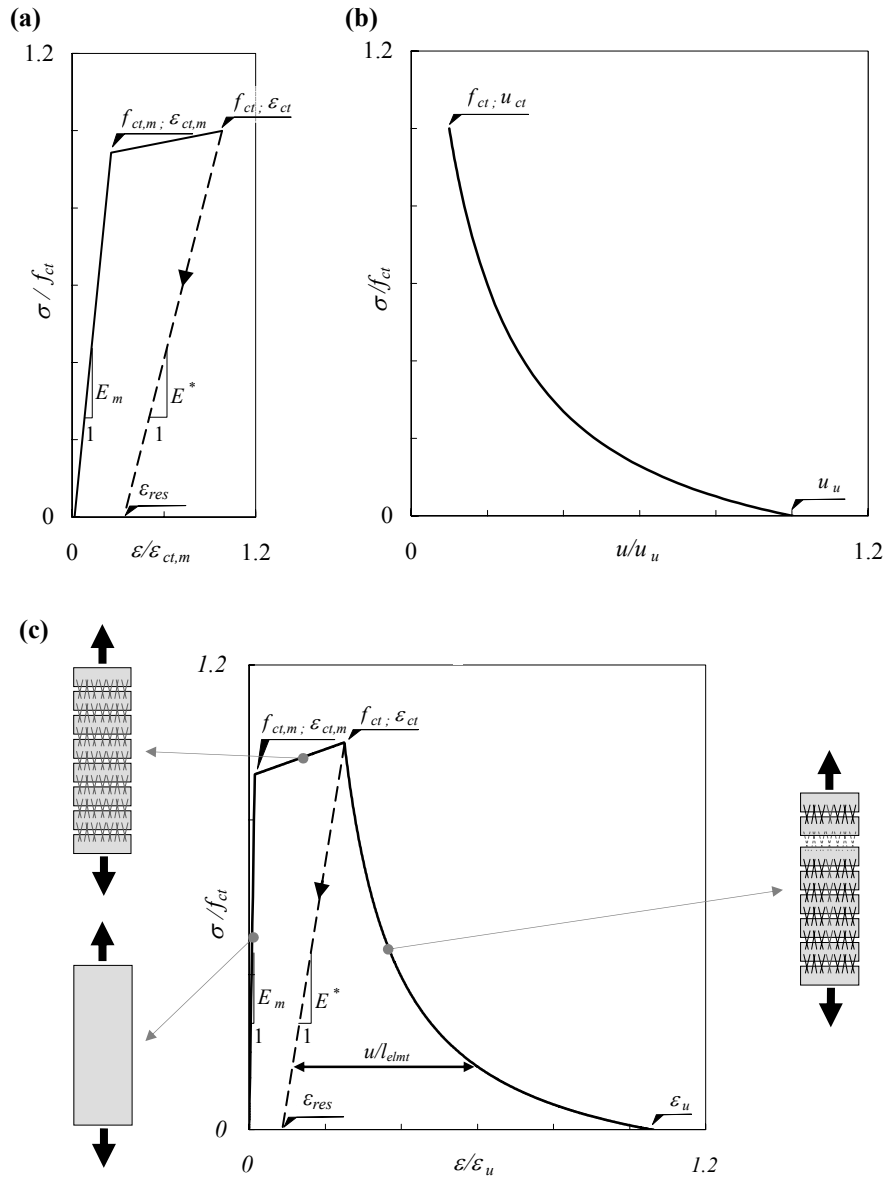 (a)
1.2
f_{ct,m} ; ε_{ct,m}
f_{ct} ; ε_{ct}
σ / f_{ct}
E_m
1
E^*
1
ε_{res}
0
0
ε/ε_{ct,m}
1.2
(b)
1.2
f_{ct} ; u_{ct}
σ/f_{ct}
u_u
0
0
u/u_u
1.2
(c)
1.2
f_{ct,m} ; ε_{ct,m}
f_{ct} ; ε_{ct}
σ/f_{ct}
E_m
1
E^*
1
u/l_{elmt}
ε_{res}
ε_u
0
0
ε/ε_u
1.2